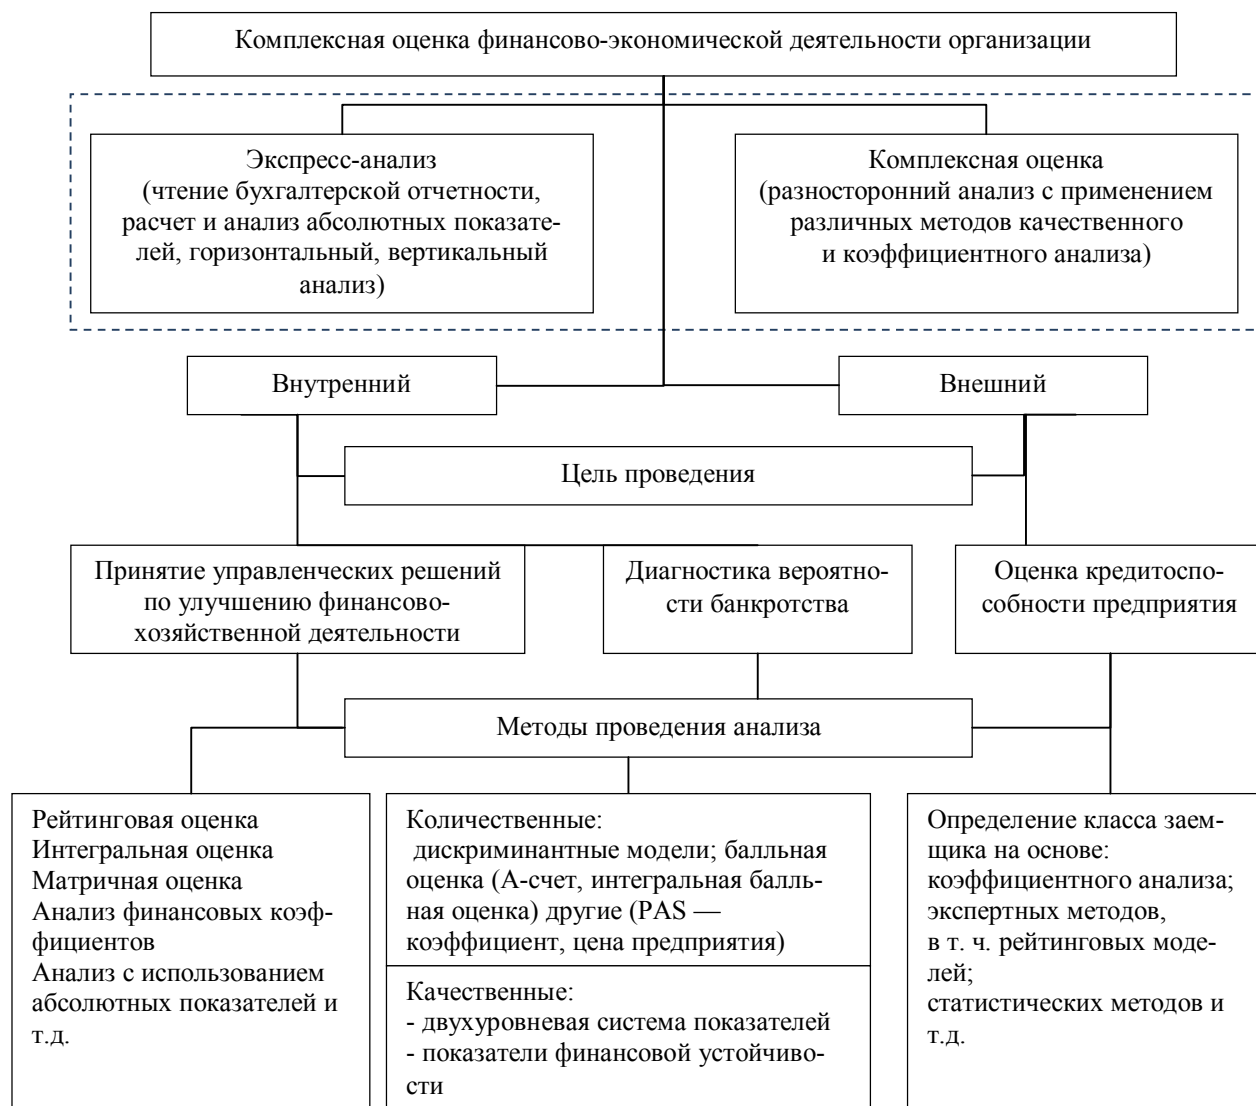 Комплексная оценка финансово-экономической деятельности организации
Экспресс-анализ
(чтение бухгалтерской отчетности,
расчет и анализ абсолютных показате-
лей, горизонтальный, вертикальный
анализ)
Комплексная оценка
(разносторонний анализ с применением
различных методов качественного
и коэффициентного анализа)
Внутренний
Внешний
Цель проведения
Принятие управленческих решений
по улучшению финансово-
хозяйственной деятельности
Диагностика вероятно-
сти банкротства
Оценка кредитоспо-
собности предприятия
Методы проведения анализа
Рейтинговая оценка
Интегральная оценка
Матричная оценка
Анализ финансовых коэф-
фициентов
Анализ с использованием
абсолютных показателей и
т.д.
Количественные:
дискриминантные модели; балльная
оценка (А-счет, интегральная балль-
ная оценка) другие (PAS —
коэффициент, цена предприятия)
Качественные:
- двухуровневая система показателей
- показатели финансовой устойчиво-
сти
Определение класса заем-
щика на основе:
коэффициентного анализа;
экспертных методов,
в т. ч. рейтинговых моде-
лей;
статистических методов и
т.д.